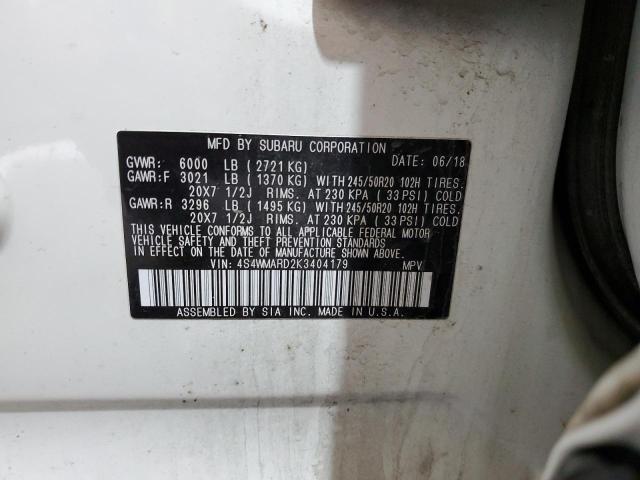 MFD BY SUBARU CORPORATION
GVWR: 6000 LB (2721 KG) DATE: 06/18
GAWR:F 3021 LB (1370 KG) WITH 245/50R20 102H TIRES.
20X7 1/2J RIMS. AT 230 KPA (33 PSI) COLD
GAWR:R 3296 LB (1495 KG) WITH 245/50R20 102H TIRES.
20X7 1/2J RIMS. AT 230 KPA (33 PSI) COLD
THIS VEHICLE CONFORMS TO ALL APPLICABLE FEDERAL MOTOR
VEHICLE SAFETY AND THEFT PREVENTION STANDARDS
IN EFFECT ON THE DATE OF MANUFACTURE SHOWN ABOVE.
VIN: 4S4WMARD2K3404179 MPV
ASSEMBLED BY SIA INC. IN U.S.A.